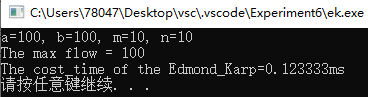 C:\Users\78047\Desktop\vsc\.vscode\Experiment6\ek.exe
a=100, b=100, m=10, n=10
The max flow = 100
The cost_time of the Edmond_Karp=0.123333ms
请按任意键继续. . .